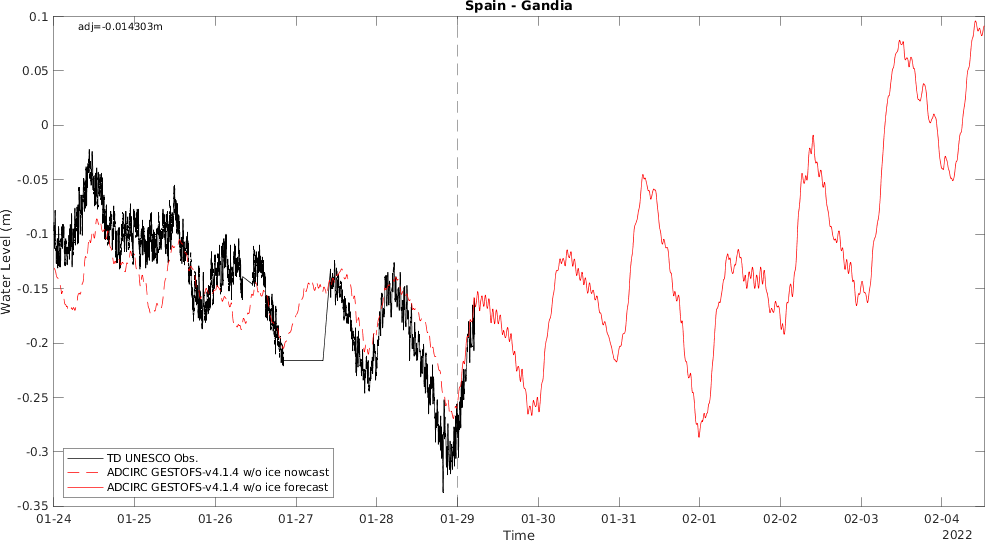 Spain - Gandia
adj=-0.014303m
0.1
0.05
0
-0.05
-0.1
-0.15
-0.2
-0.25
-0.3
-0.35
Water Level (m)
TD UNESCO Obs.
ADCIRC GESTOFS-v4.1.4 w/o ice nowcast
ADCIRC GESTOFS-v4.1.4 w/o ice forecast
01-24 01-25 01-26 01-27 01-28 01-29 01-30 01-31 02-01 02-02 02-03 02-04
Time
2022